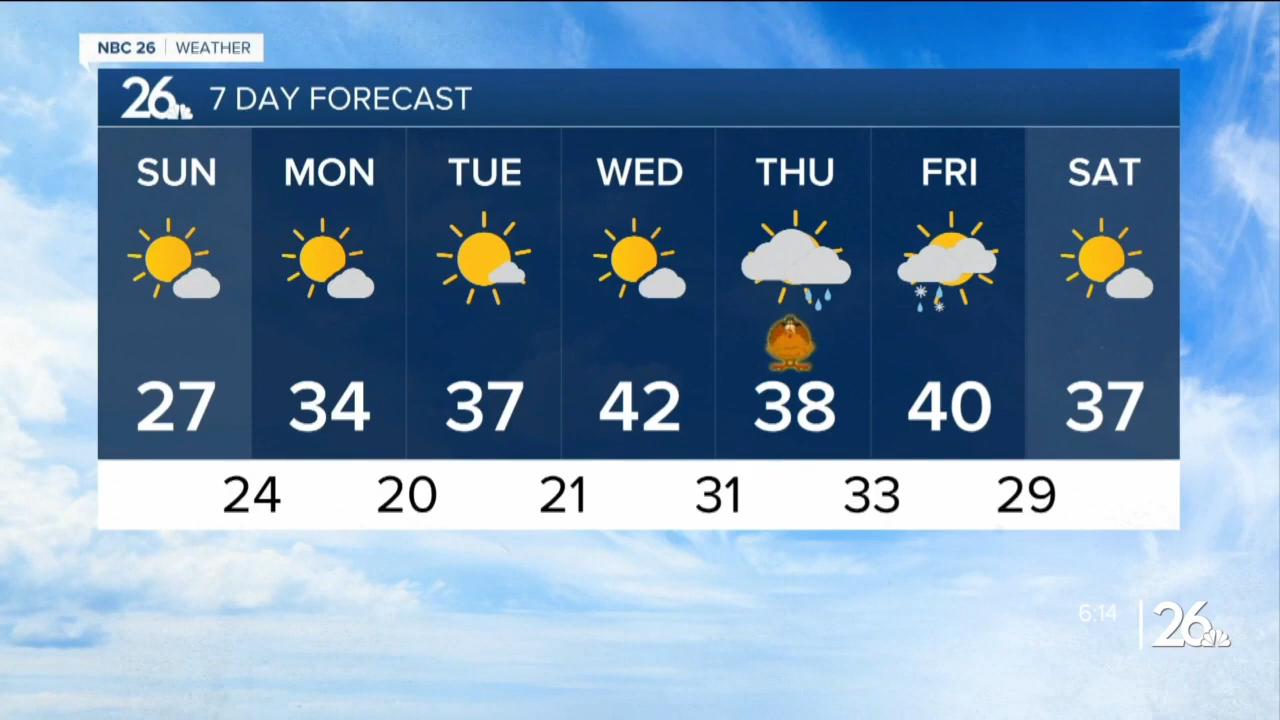 NBC 26 | WEATHER
26 7 DAY FORECAST
SUN MON TUE WED THU FRI SAT
27 34 37 42 38 40 37
24 20 21 31 33 29
6:14 26